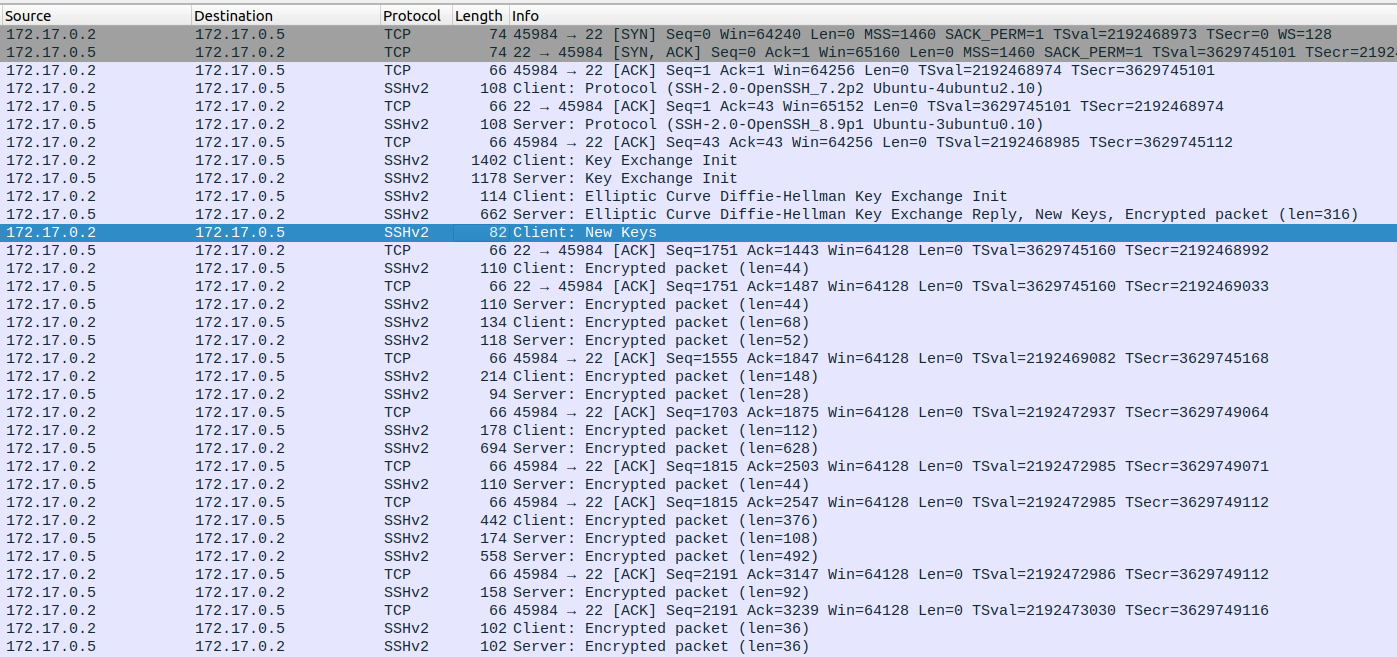 Source Destination Protocol Length Info
172.17.0.2 172.17.0.5 TCP 74 45984 → 22 [SYN] Seq=0 Win=64240 Len=0 MSS=1460 SACK_PERM=1 TSval=2192468973 TSecr=0 WS=128
172.17.0.5 172.17.0.2 TCP 74 22 → 45984 [SYN, ACK] Seq=0 Ack=1 Win=65160 Len=0 MSS=1460 SACK_PERM=1 TSval=3629745101 TSecr=2192
172.17.0.2 172.17.0.5 TCP 66 45984 → 22 [ACK] Seq=1 Ack=1 Win=64256 Len=0 TSval=2192468974 TSecr=3629745101
172.17.0.2 172.17.0.5 SSHv2 108 Client: Protocol (SSH-2.0-OpenSSH_7.2p2 Ubuntu-4ubuntu2.10)
172.17.0.5 172.17.0.2 TCP 66 22 → 45984 [ACK] Seq=1 Ack=43 Win=65152 Len=0 TSval=3629745101 TSecr=2192468974
172.17.0.5 172.17.0.2 SSHv2 108 Server: Protocol (SSH-2.0-OpenSSH_8.9p1 Ubuntu-3ubuntu0.10)
172.17.0.2 172.17.0.5 TCP 66 45984 → 22 [ACK] Seq=43 Ack=43 Win=64256 Len=0 TSval=2192468985 TSecr=3629745112
172.17.0.2 172.17.0.5 SSHv2 1402 Client: Key Exchange Init
172.17.0.5 172.17.0.2 SSHv2 1178 Server: Key Exchange Init
172.17.0.2 172.17.0.5 SSHv2 114 Client: Elliptic Curve Diffie-Hellman Key Exchange Init
172.17.0.5 172.17.0.2 SSHv2 662 Server: Elliptic Curve Diffie-Hellman Key Exchange Reply, New Keys, Encrypted packet (len=316)
172.17.0.2 172.17.0.5 SSHv2 82 Client: New Keys
172.17.0.5 172.17.0.2 TCP 66 22 → 45984 [ACK] Seq=1751 Ack=1443 Win=64128 Len=0 TSval=3629745160 TSecr=2192468992
172.17.0.2 172.17.0.5 SSHv2 110 Client: Encrypted packet (len=44)
172.17.0.5 172.17.0.2 TCP 66 22 → 45984 [ACK] Seq=1751 Ack=1487 Win=64128 Len=0 TSval=3629745160 TSecr=2192469033
172.17.0.5 172.17.0.2 SSHv2 110 Server: Encrypted packet (len=44)
172.17.0.2 172.17.0.5 SSHv2 134 Client: Encrypted packet (len=68)
172.17.0.5 172.17.0.2 SSHv2 118 Server: Encrypted packet (len=52)
172.17.0.2 172.17.0.5 TCP 66 45984 → 22 [ACK] Seq=1555 Ack=1847 Win=64128 Len=0 TSval=2192469082 TSecr=3629745168
172.17.0.2 172.17.0.5 SSHv2 214 Client: Encrypted packet (len=148)
172.17.0.5 172.17.0.2 SSHv2 94 Server: Encrypted packet (len=28)
172.17.0.2 172.17.0.5 TCP 66 45984 → 22 [ACK] Seq=1703 Ack=1875 Win=64128 Len=0 TSval=2192472937 TSecr=3629749064
172.17.0.2 172.17.0.5 SSHv2 178 Client: Encrypted packet (len=112)
172.17.0.5 172.17.0.2 SSHv2 694 Server: Encrypted packet (len=628)
172.17.0.2 172.17.0.5 TCP 66 45984 → 22 [ACK] Seq=1815 Ack=2503 Win=64128 Len=0 TSval=2192472985 TSecr=3629749071
172.17.0.5 172.17.0.2 SSHv2 110 Server: Encrypted packet (len=44)
172.17.0.2 172.17.0.5 TCP 66 45984 → 22 [ACK] Seq=1815 Ack=2547 Win=64128 Len=0 TSval=2192472985 TSecr=3629749112
172.17.0.2 172.17.0.5 SSHv2 442 Client: Encrypted packet (len=376)
172.17.0.5 172.17.0.2 SSHv2 174 Server: Encrypted packet (len=108)
172.17.0.5 172.17.0.2 SSHv2 558 Server: Encrypted packet (len=492)
172.17.0.2 172.17.0.5 TCP 66 45984 → 22 [ACK] Seq=2191 Ack=3147 Win=64128 Len=0 TSval=2192472986 TSecr=3629749112
172.17.0.5 172.17.0.2 SSHv2 158 Server: Encrypted packet (len=92)
172.17.0.2 172.17.0.5 TCP 66 45984 → 22 [ACK] Seq=2191 Ack=3239 Win=64128 Len=0 TSval=2192473030 TSecr=3629749116
172.17.0.2 172.17.0.5 SSHv2 102 Client: Encrypted packet (len=36)
172.17.0.5 172.17.0.2 SSHv2 102 Server: Encrypted packet (len=36)